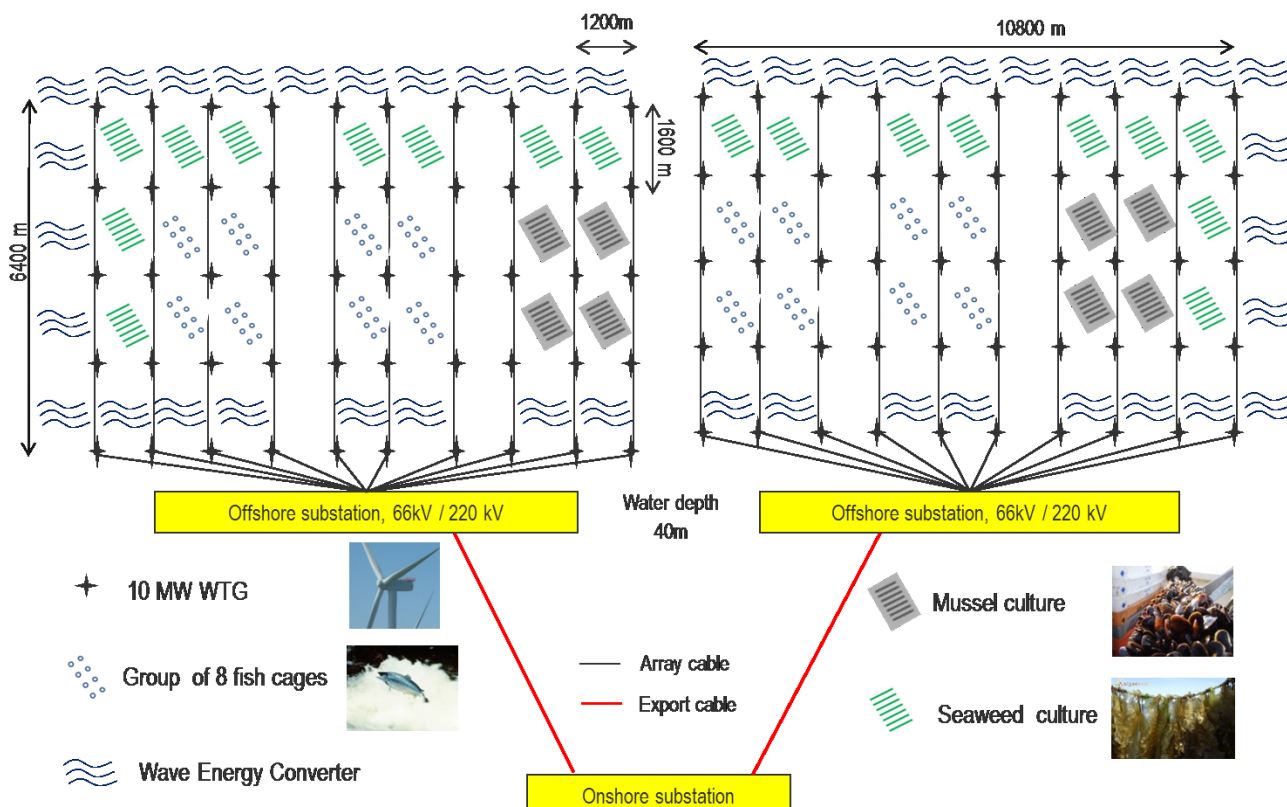 1200m
10800 m
1600 m
6400 m
Offshore substation, 66kV / 220 kV
Water depth
40m
Offshore substation, 66kV / 220 kV
10 MW WTG
Mussel culture
Group of 8 fish cages
Array cable
Export cable
Seaweed culture
Wave Energy Converter
Onshore substation